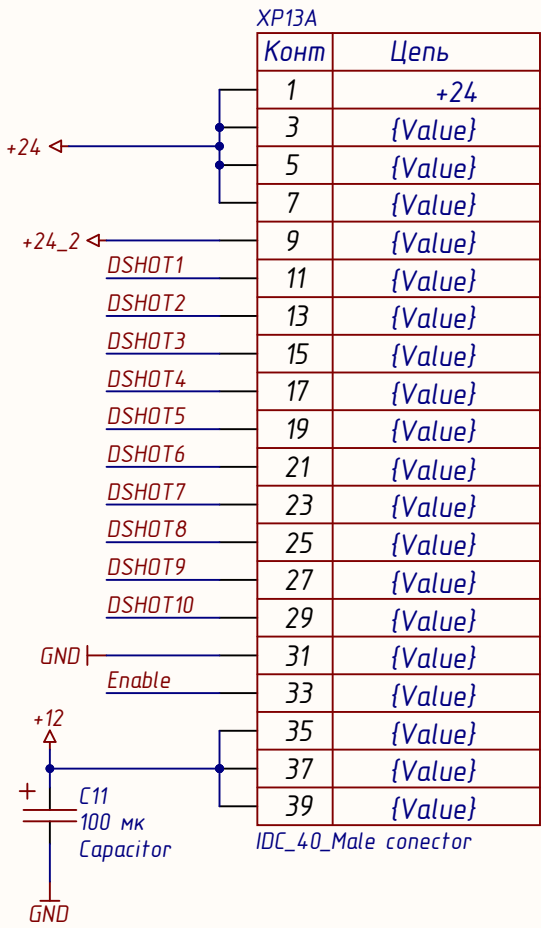 XP13A
Конт Цепь
1 +24
3 {Value}
+24
5 {Value}
7 {Value}
+24_2 9 {Value}
DSHOT1 11 {Value}
DSHOT2 13 {Value}
DSHOT3 15 {Value}
DSHOT4 17 {Value}
DSHOT5 19 {Value}
DSHOT6 21 {Value}
DSHOT7 23 {Value}
DSHOT8 25 {Value}
DSHOT9 27 {Value}
DSHOT10 29 {Value}
GND 31 {Value}
Enable 33 {Value}
+12 35 {Value}
37 {Value}
39 {Value}
+ C11
100 мк
Capacitor
IDC_40_Male conector
GND